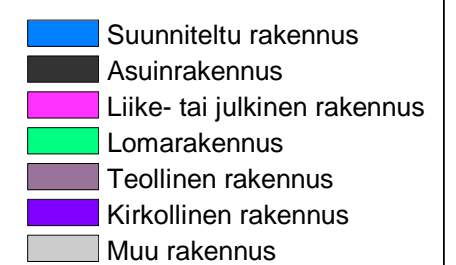 Suunniteltu rakennus
Asuinrakennus
Liike- tai julkinen rakennus
Lomarakennus
Teollinen rakennus
Kirkollinen rakennus
Muu rakennus